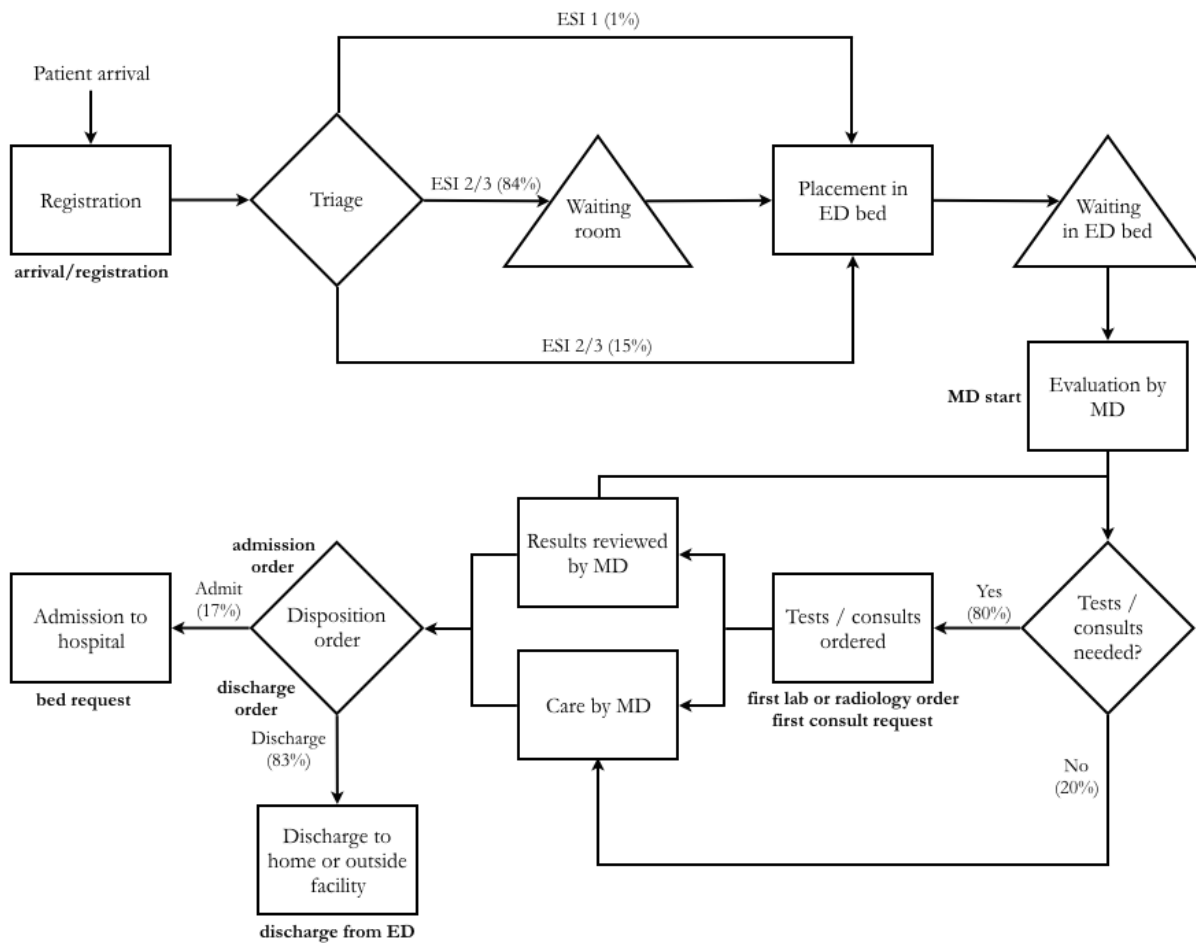 ESI 1 (1%)
Patient arrival
Registration
arrival/registration
Triage
ESI 2/3 (84%)
Waiting
room
Placement in
ED bed
Waiting
in ED bed
ESI 2/3 (15%)
MD start
Evaluation by
MD
Tests /
consults
needed?
Yes
(80%)
No
(20%)
Tests / consults
ordered
first lab or radiology order
first consult request
Results reviewed
by MD
Care by MD
Disposition
order
admission
order
Admit
(17%)
Admission to
hospital
bed request
discharge
order
Discharge
(83%)
Discharge to
home or outside
facility
discharge from ED